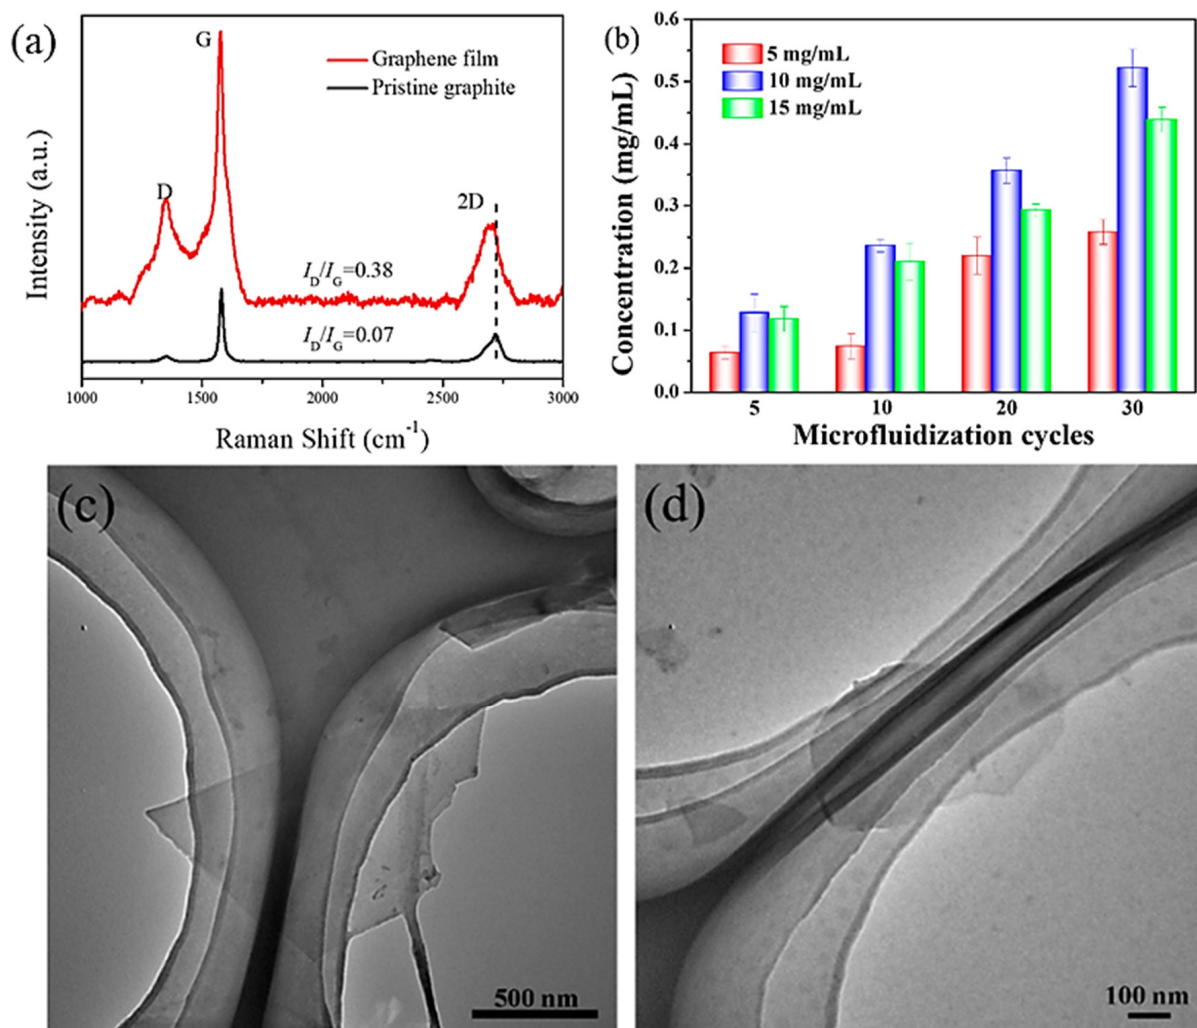 (a)
G
D
2D
Graphene film
Pristine graphite
I_D/I_G=0.38
I_D/I_G=0.07
Intensity (a.u.)
1000 1500 2000 2500 3000
Raman Shift (cm⁻¹)
(b)
5 mg/mL
10 mg/mL
15 mg/mL
Concentration (mg/mL)
0.6
0.5
0.4
0.3
0.2
0.1
0.0
5 10 20 30
Microfluidization cycles
(c)
500 nm
(d)
100 nm